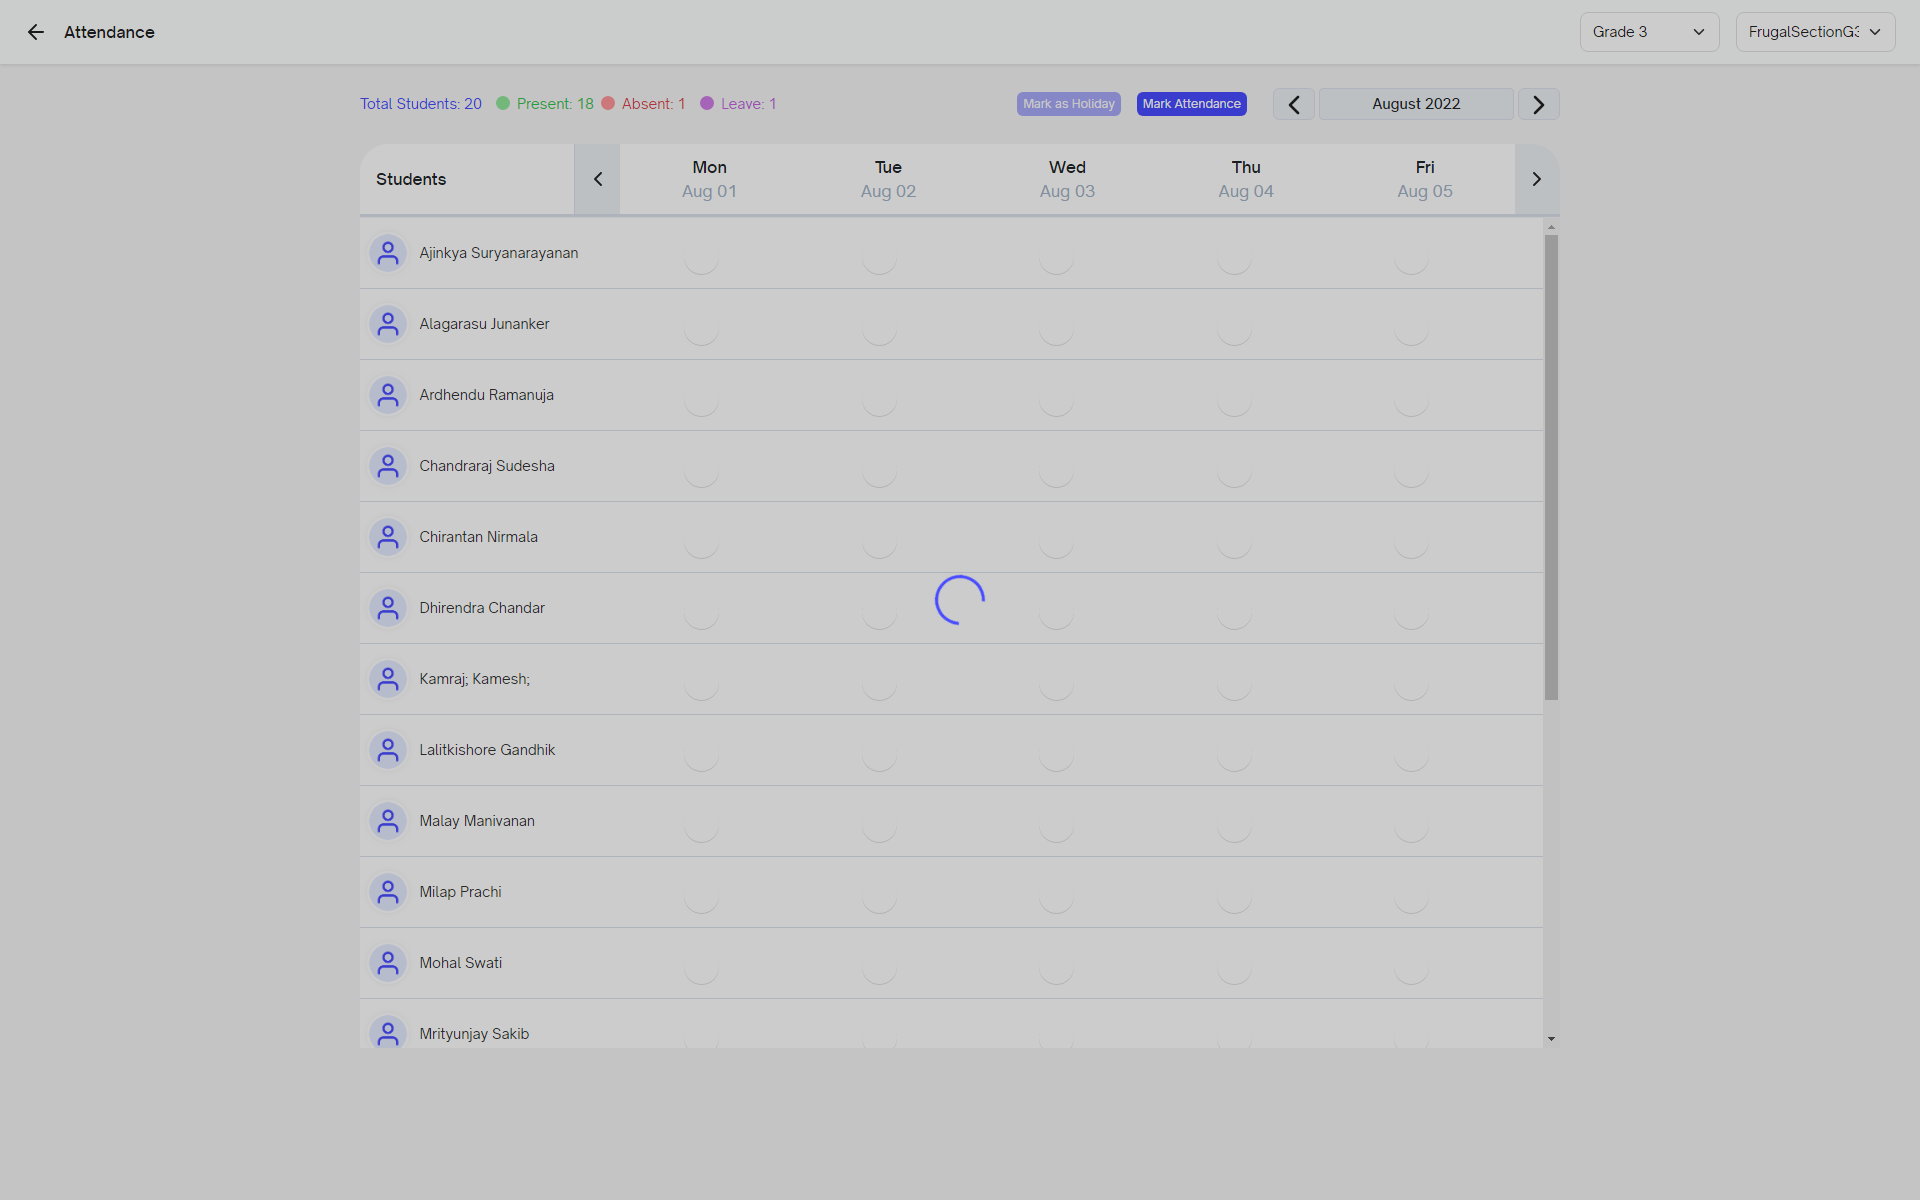 Attendance
Grade 3
FrugalSectionG3
Total Students: 20
Present: 18
Absent: 1
Leave: 1
Mark as Holiday
Mark Attendance
August 2022
Students
Mon
Tue
Wed
Thu
Fri
Aug 01
Aug 02
Aug 03
Aug 04
Aug 05
Ajinkya Suryanarayanan
Alagarasu Junanker
Ardhendu Ramanuja
Chandraraj Sudesha
Chirantan Nirmala
Dhirendra Chandar
Kamraj; Kamesh;
Lalitkishore Gandhik
Malay Manivanan
Milap Prachi
Mohal Swati
Mrityunjay Sakib